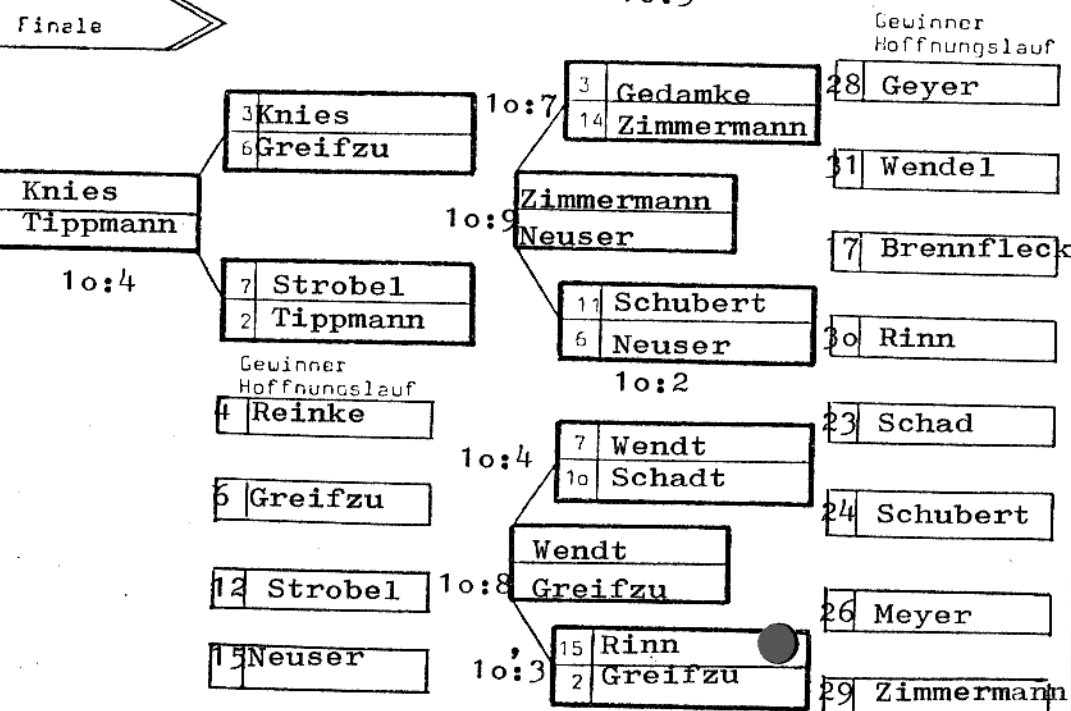 1o:9
Finale
Gewinner
Hoffnungslauf
3 Knies
6 Greifzu
Knies
Tippmann
1o:4
7 Strobel
2 Tippmann
Gewinner
Hoffnungslauf
4 Reinke
6 Greifzu
12 Strobel
15 Neuser
1o:7
3 Gedamke
14 Zimmermann
1o:9
Zimmermann
Neuser
11 Schubert
6 Neuser
1o:2
1o:4
7 Wendt
1o Schadt
1o:8
Wendt
Greifzu
1o:3
15 Rinn
2 Greifzu
28 Geyer
31 Wendel
17 Brennfleck
3o Rinn
23 Schad
24 Schubert
26 Meyer
29 Zimmermann